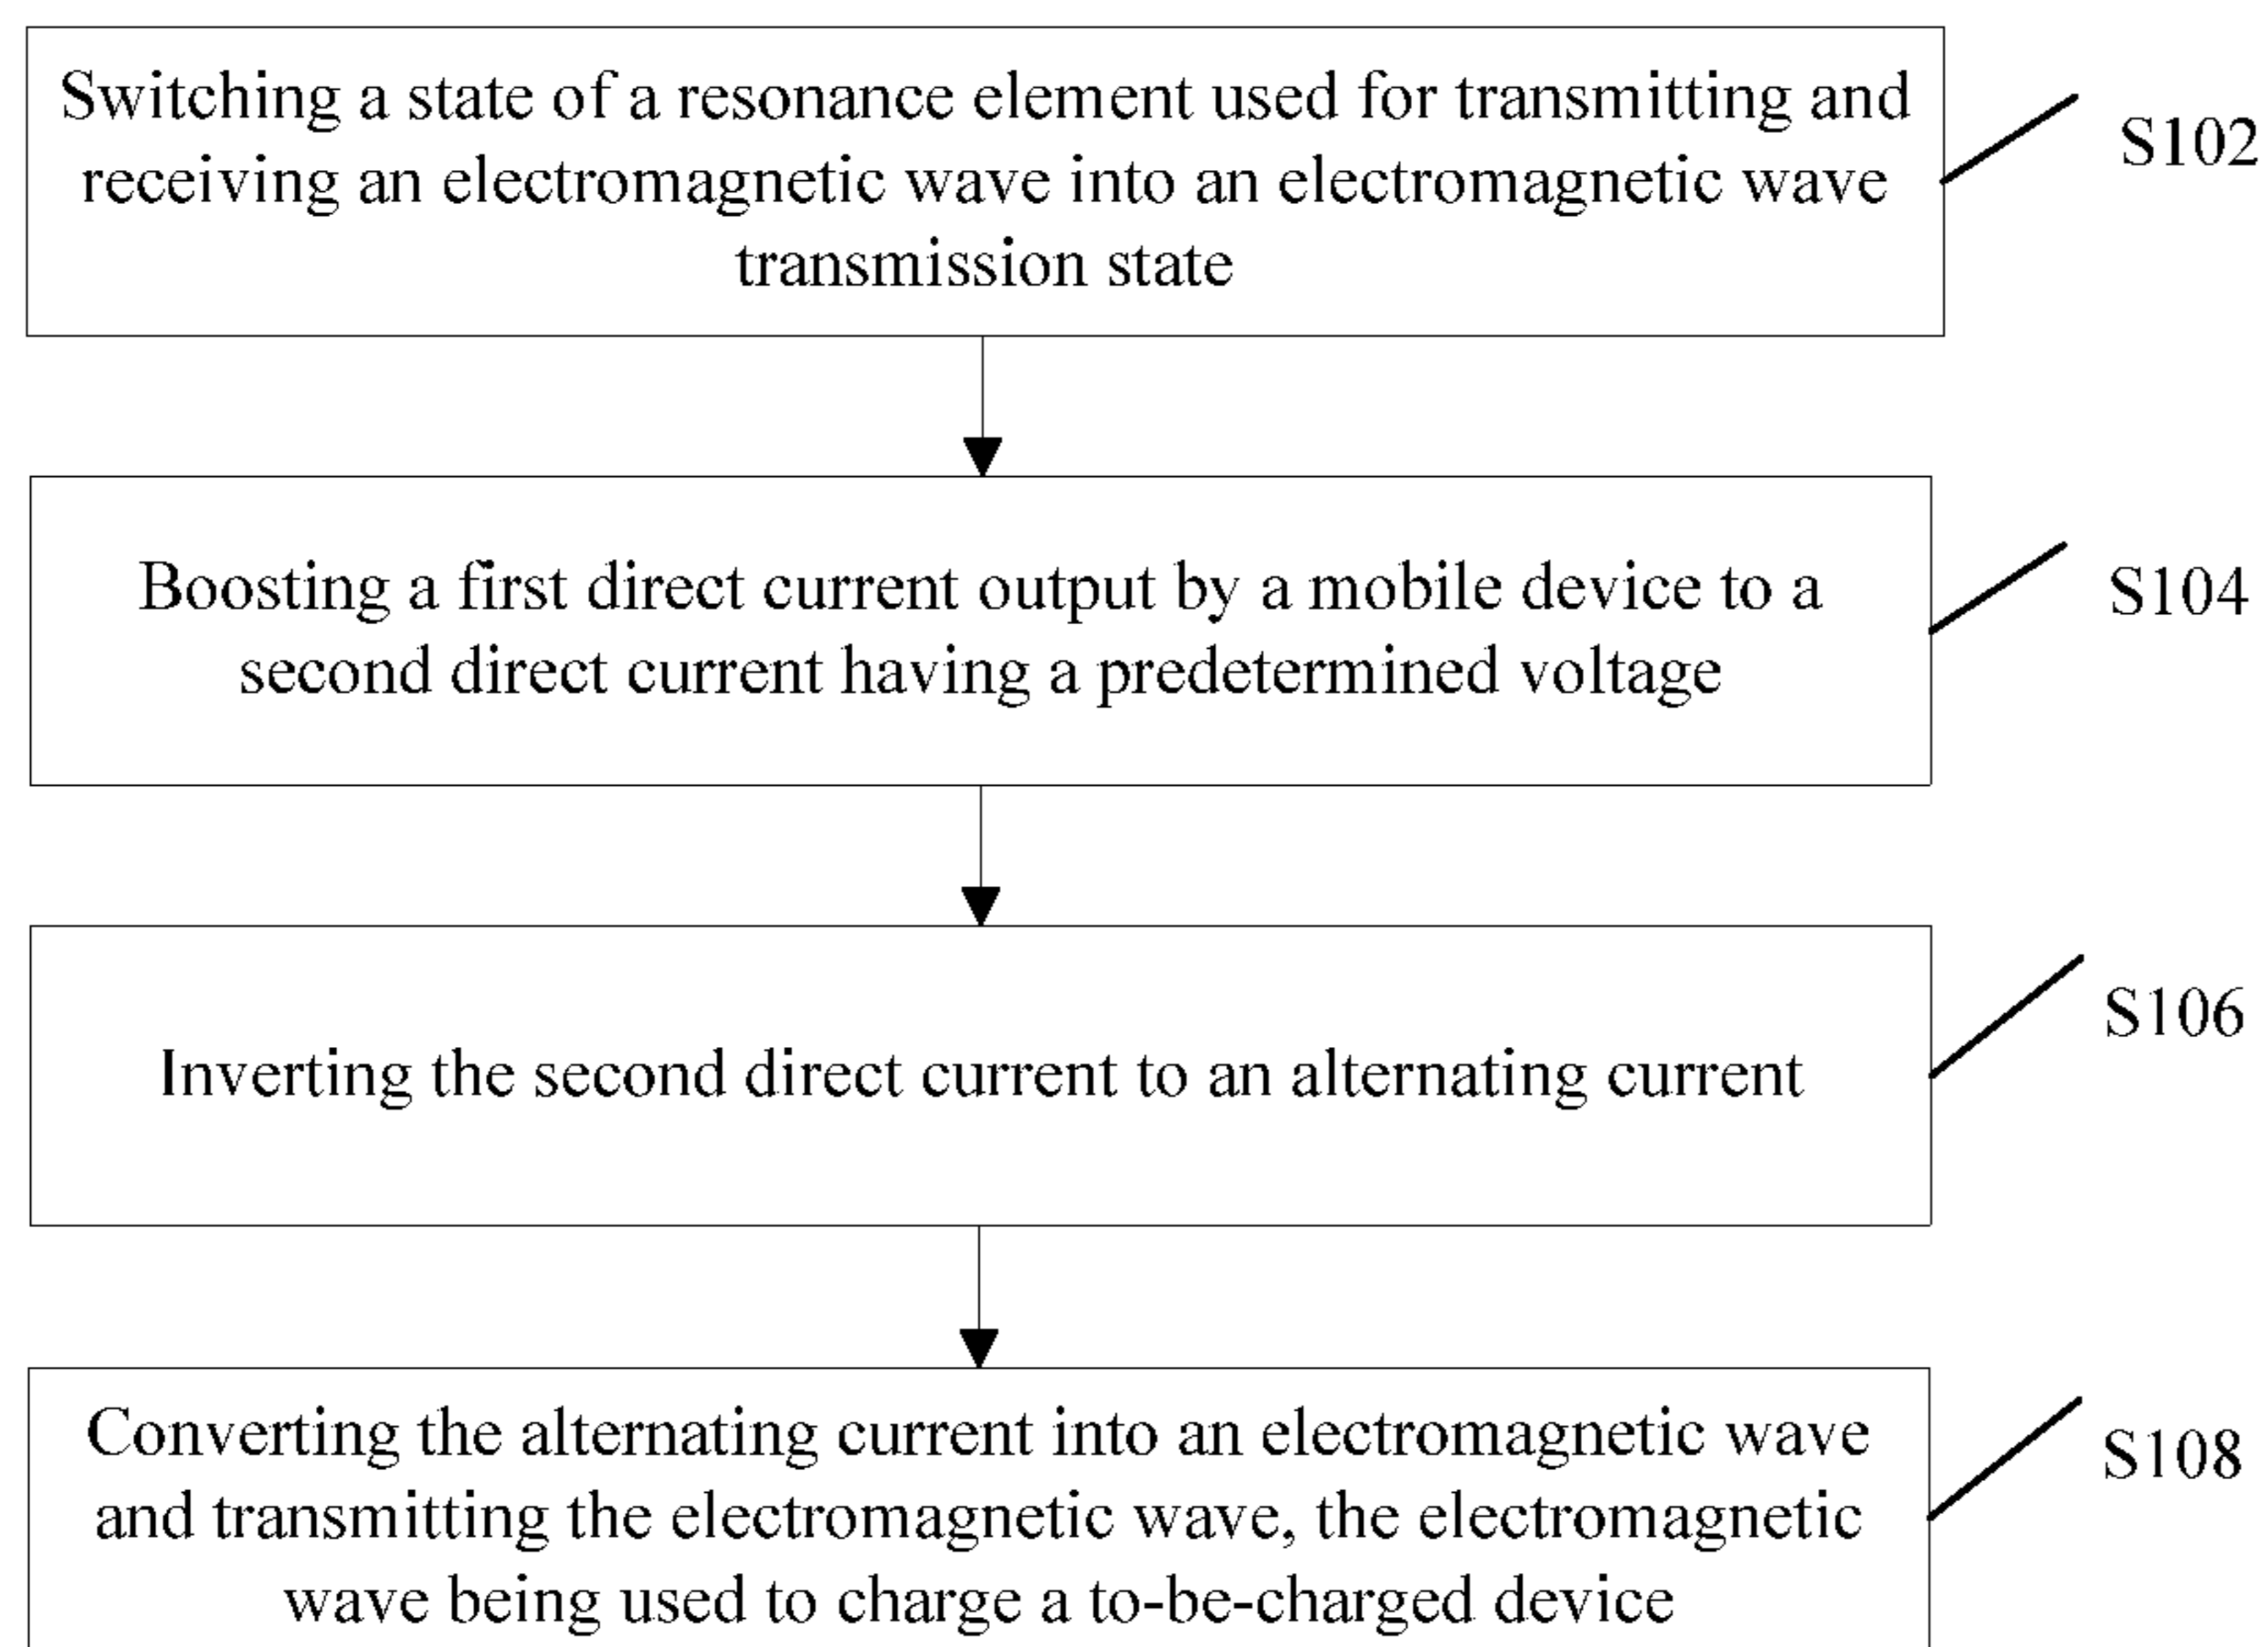 Switching a state of a resonance element used for transmitting and
receiving an electromagnetic wave into an electromagnetic wave
transmission state
S102
Boosting a first direct current output by a mobile device to a
second direct current having a predetermined voltage
S104
Inverting the second direct current to an alternating current
S106
Converting the alternating current into an electromagnetic wave
and transmitting the electromagnetic wave, the electromagnetic
wave being used to charge a to-be-charged device
S108